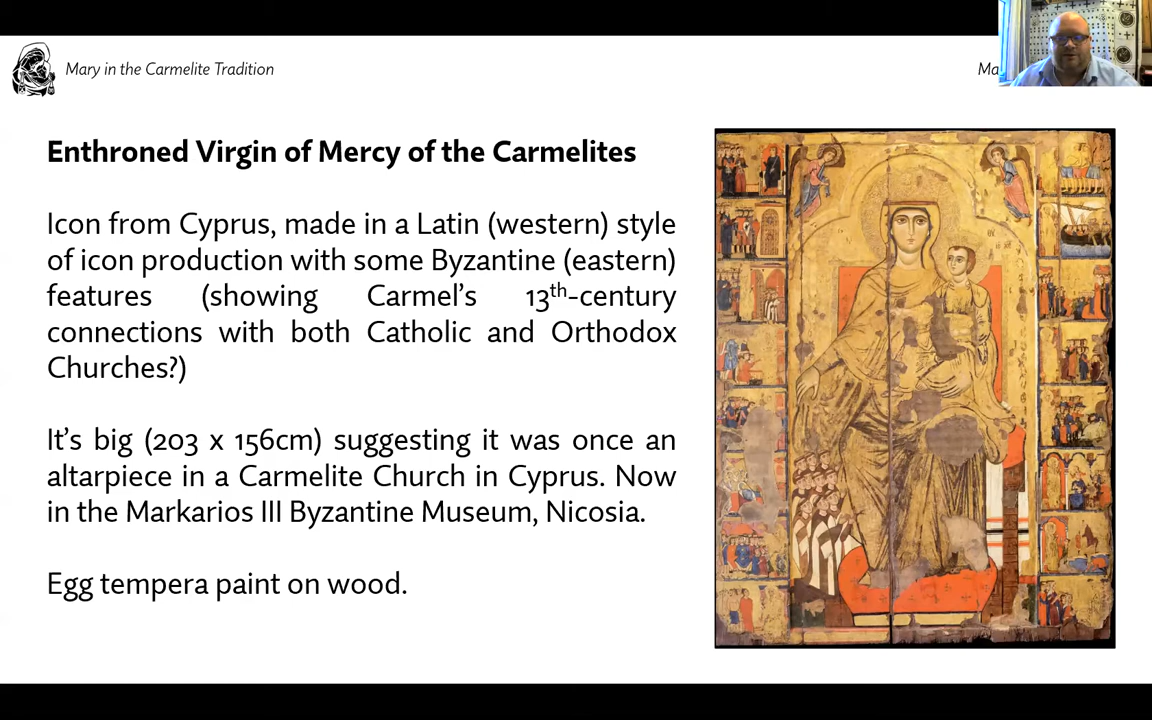 Mary in the Carmelite Tradition
Enthroned Virgin of Mercy of the Carmelites
Icon from Cyprus, made in a Latin (western) style
of icon production with some Byzantine (eastern)
features (showing Carmel’s 13th-century
connections with both Catholic and Orthodox
Churches?)
It’s big (203 x 156cm) suggesting it was once an
altarpiece in a Carmelite Church in Cyprus. Now
in the Markarios III Byzantine Museum, Nicosia.
Egg tempera paint on wood.